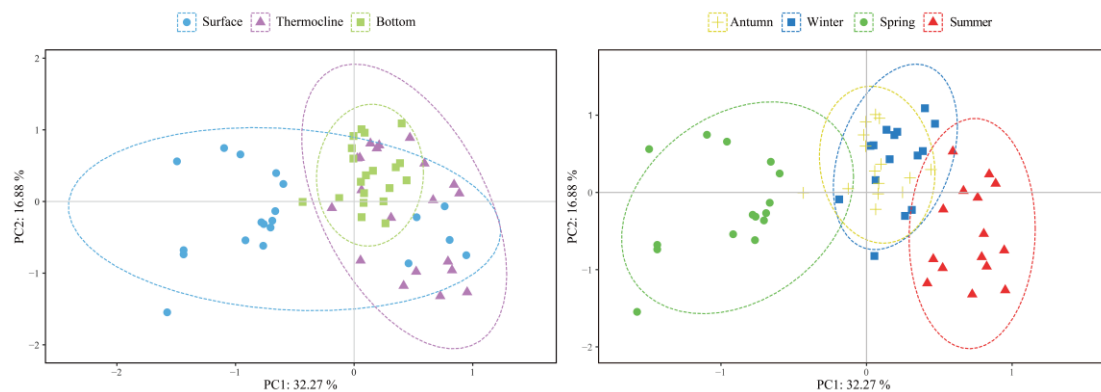 Surface Thermocline Bottom
2
1
0
−1
−2
PC2: 16.88 %
−2 −1 0 1
PC1: 32.27 %
Autumn Winter Spring Summer
1
0
−1
−2
PC2: 16.88 %
−1 0 1
PC1: 32.27 %